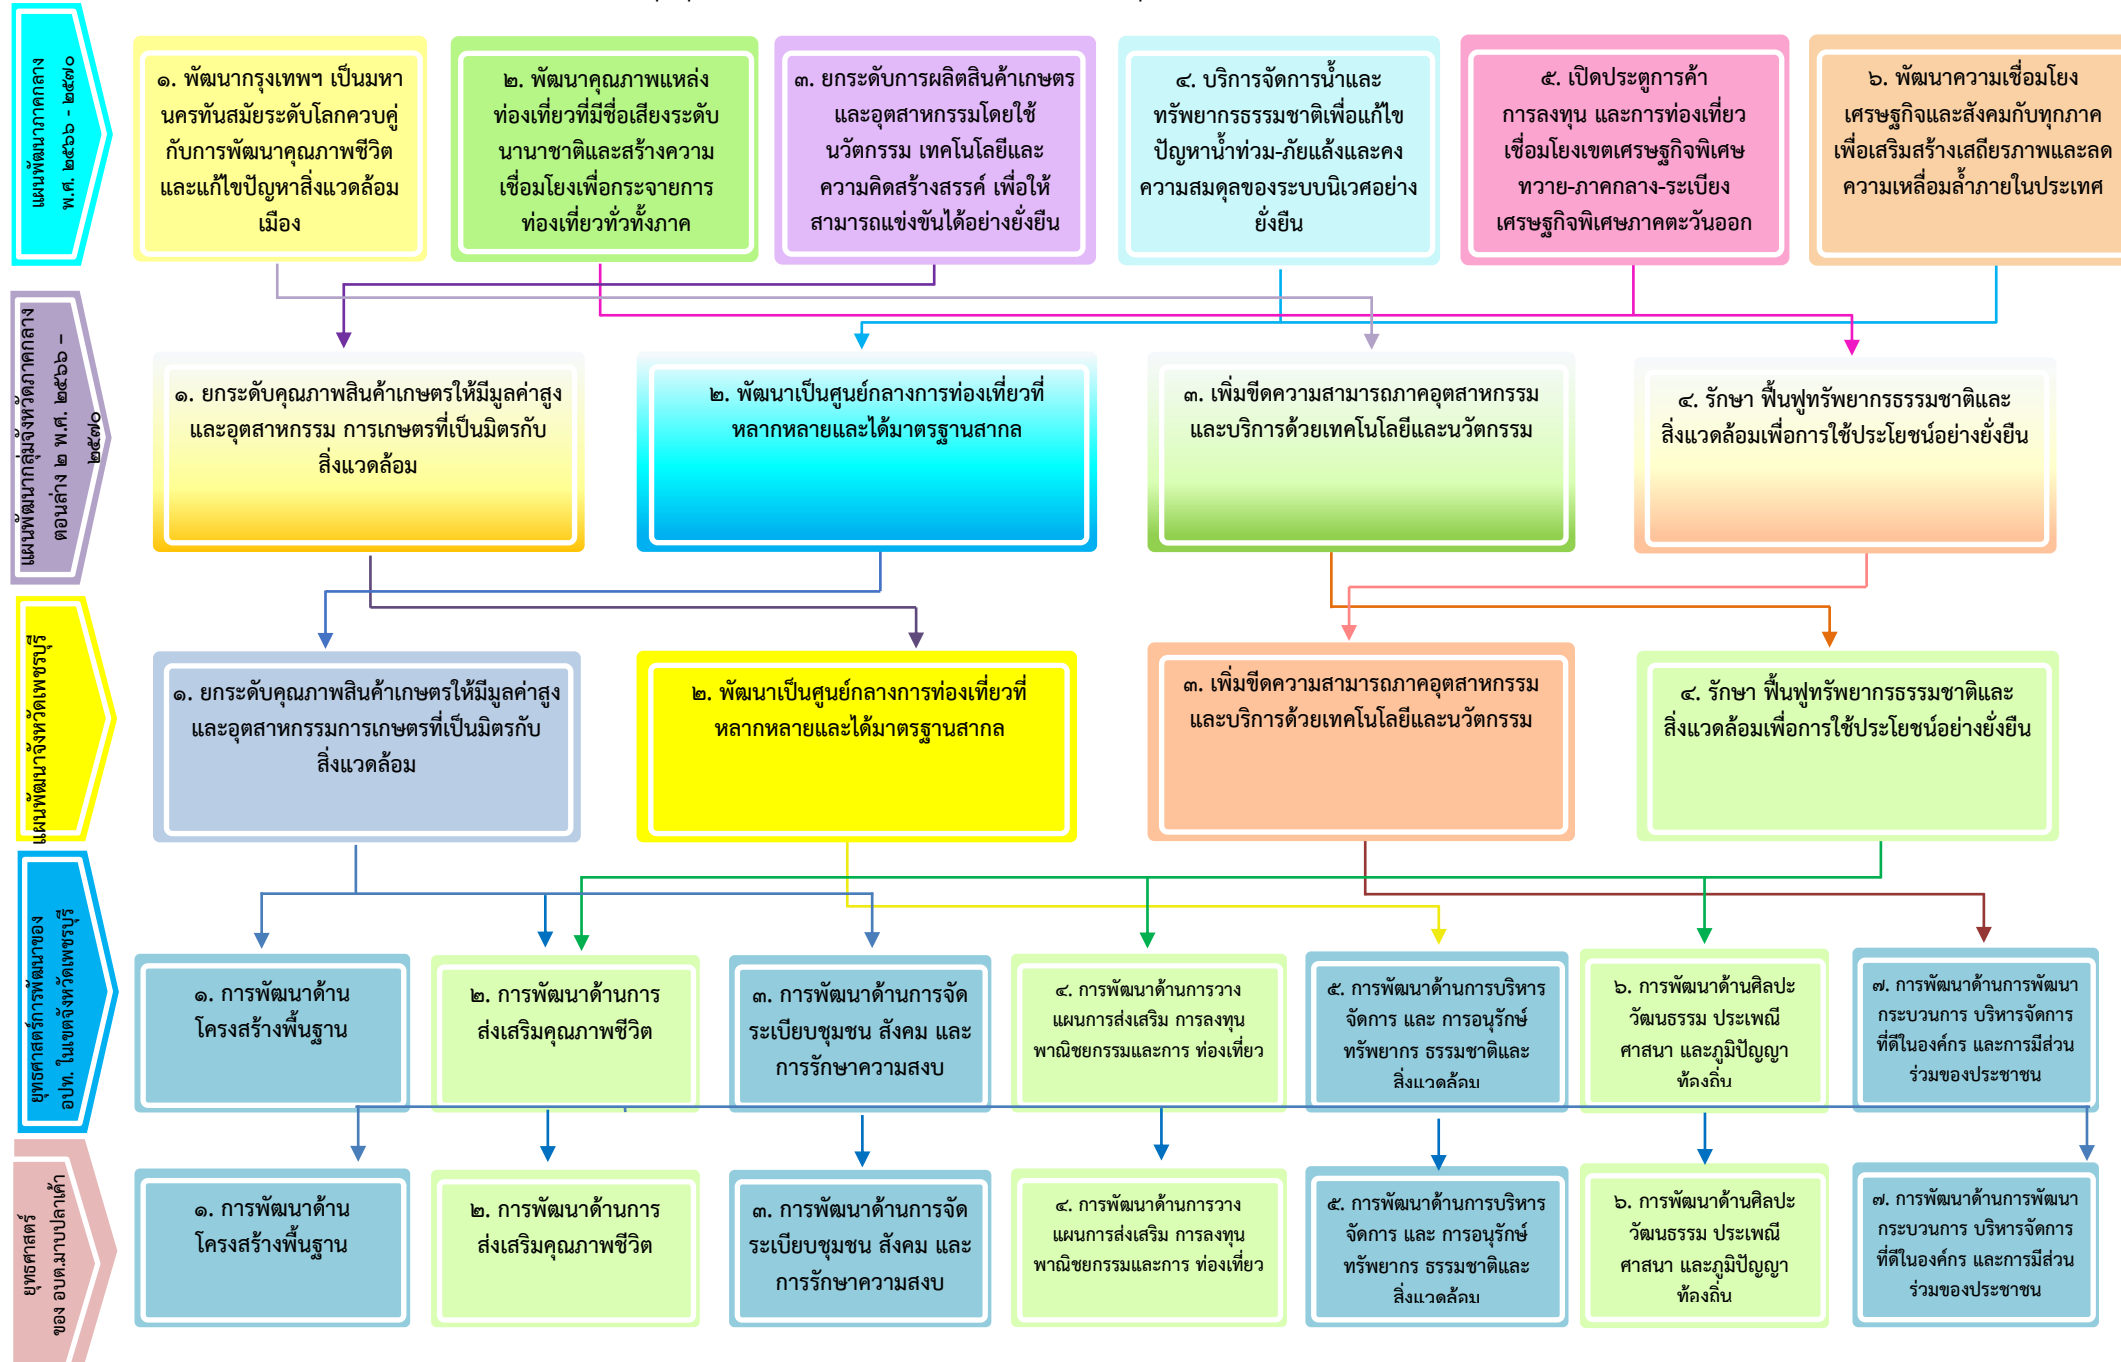 แผนพัฒนาภาคกลาง
พ.ศ. ๒๕๖๖ - ๒๕๗๐
๑. พัฒนากรุงเทพฯ เป็นมหา
นครทันสมัยระดับโลกควบคู่
กับการพัฒนาคุณภาพชีวิต
และแก้ไขปัญหาสิ่งแวดล้อม
เมือง
๒. พัฒนาคุณภาพแหล่ง
ท่องเที่ยวที่มีชื่อเสียงระดับ
นานาชาติและสร้างความ
เชื่อมโยงเพื่อกระจายการ
ท่องเที่ยวทั่วทั้งภาค
๓. ยกระดับการผลิตสินค้าเกษตร
และอุตสาหกรรมโดยใช้
นวัตกรรม เทคโนโลยีและ
ความคิดสร้างสรรค์ เพื่อให้
สามารถแข่งขันได้อย่างยั่งยืน
๔. บริการจัดการน้ำและ
ทรัพยากรธรรมชาติเพื่อแก้ไข
ปัญหาน้ำท่วม-ภัยแล้งและคง
ความสมดุลของระบบนิเวศอย่าง
ยั่งยืน
๕. เปิดประตูการค้า
การลงทุน และการท่องเที่ยว
เชื่อมโยงเขตเศรษฐกิจพิเศษ
ทวาย-ภาคกลาง-ระเบียง
เศรษฐกิจพิเศษภาคตะวันออก
๖. พัฒนาความเชื่อมโยง
เศรษฐกิจและสังคมกับทุกภาค
เพื่อเสริมสร้างเสถียรภาพและลด
ความเหลื่อมล้ำภายในประเทศ
แผนพัฒนากลุ่มจังหวัดภาคกลาง
ตอนล่าง ๒ พ.ศ. ๒๕๖๖ –
๒๕๗๐
๑. ยกระดับคุณภาพสินค้าเกษตรให้มีมูลค่าสูง
และอุตสาหกรรม การเกษตรที่เป็นมิตรกับ
สิ่งแวดล้อม
๒. พัฒนาเป็นศูนย์กลางการท่องเที่ยวที่
หลากหลายและได้มาตรฐานสากล
๓. เพิ่มขีดความสามารถภาคอุตสาหกรรม
และบริการด้วยเทคโนโลยีและนวัตกรรม
๔. รักษา ฟื้นฟูทรัพยากรธรรมชาติและ
สิ่งแวดล้อมเพื่อการใช้ประโยชน์อย่างยั่งยืน
แผนพัฒนาจังหวัดเพชรบุรี
๑. ยกระดับคุณภาพสินค้าเกษตรให้มีมูลค่าสูง
และอุตสาหกรรมการเกษตรที่เป็นมิตรกับ
สิ่งแวดล้อม
๒. พัฒนาเป็นศูนย์กลางการท่องเที่ยวที่
หลากหลายและได้มาตรฐานสากล
๓. เพิ่มขีดความสามารถภาคอุตสาหกรรม
และบริการด้วยเทคโนโลยีและนวัตกรรม
๔. รักษา ฟื้นฟูทรัพยากรธรรมชาติและ
สิ่งแวดล้อมเพื่อการใช้ประโยชน์อย่างยั่งยืน
ยุทธศาสตร์การพัฒนาของ
อปท. ในเขตจังหวัดเพชรบุรี
๑. การพัฒนาด้าน
โครงสร้างพื้นฐาน
๒. การพัฒนาด้านการ
ส่งเสริมคุณภาพชีวิต
๓. การพัฒนาด้านการจัด
ระเบียบชุมชน สังคม และ
การรักษาความสงบ
๔. การพัฒนาด้านการวาง
แผนการส่งเสริม การลงทุน
พาณิชยกรรมและการ ท่องเที่ยว
๕. การพัฒนาด้านการบริหาร
จัดการ และ การอนุรักษ์
ทรัพยากร ธรรมชาติและ
สิ่งแวดล้อม
๖. การพัฒนาด้านศิลปะ
วัฒนธรรม ประเพณี
ศาสนา และภูมิปัญญา
ท้องถิ่น
๗. การพัฒนาด้านการพัฒนา
กระบวนการ บริหารจัดการ
ที่ดีในองค์กร และการมีส่วน
ร่วมของประชาชน
ยุทธศาสตร์
ของ อบต.มาบปลาเค้า
๑. การพัฒนาด้าน
โครงสร้างพื้นฐาน
๒. การพัฒนาด้านการ
ส่งเสริมคุณภาพชีวิต
๓. การพัฒนาด้านการจัด
ระเบียบชุมชน สังคม และ
การรักษาความสงบ
๔. การพัฒนาด้านการวาง
แผนการส่งเสริม การลงทุน
พาณิชยกรรมและการ ท่องเที่ยว
๕. การพัฒนาด้านการบริหาร
จัดการ และ การอนุรักษ์
ทรัพยากร ธรรมชาติและ
สิ่งแวดล้อม
๖. การพัฒนาด้านศิลปะ
วัฒนธรรม ประเพณี
ศาสนา และภูมิปัญญา
ท้องถิ่น
๗. การพัฒนาด้านการพัฒนา
กระบวนการ บริหารจัดการ
ที่ดีในองค์กร และการมีส่วน
ร่วมของประชาชน